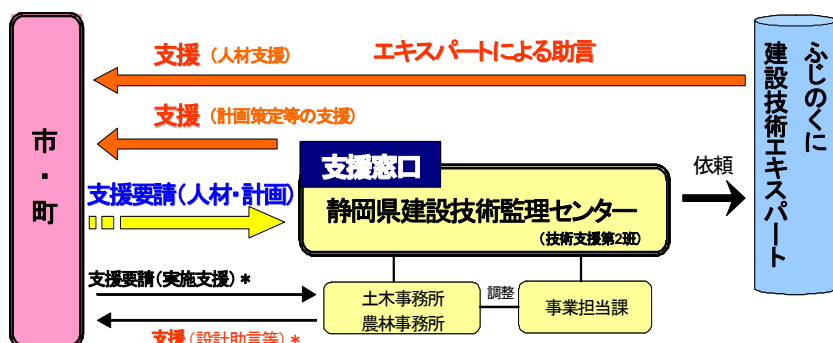 支援（人材支援）
エキスパートによる助言
支援（計画策定等の支援）
市・町
支援窓口
支援要請(人材・計画)
静岡県建設技術監理センター
(技術支援第2班)
依頼
ふじのくに
建設技術エキスパート
支援要請(実施支援)＊
土木事務所
農林事務所
調整
事業担当課
支援(設計助言等)＊